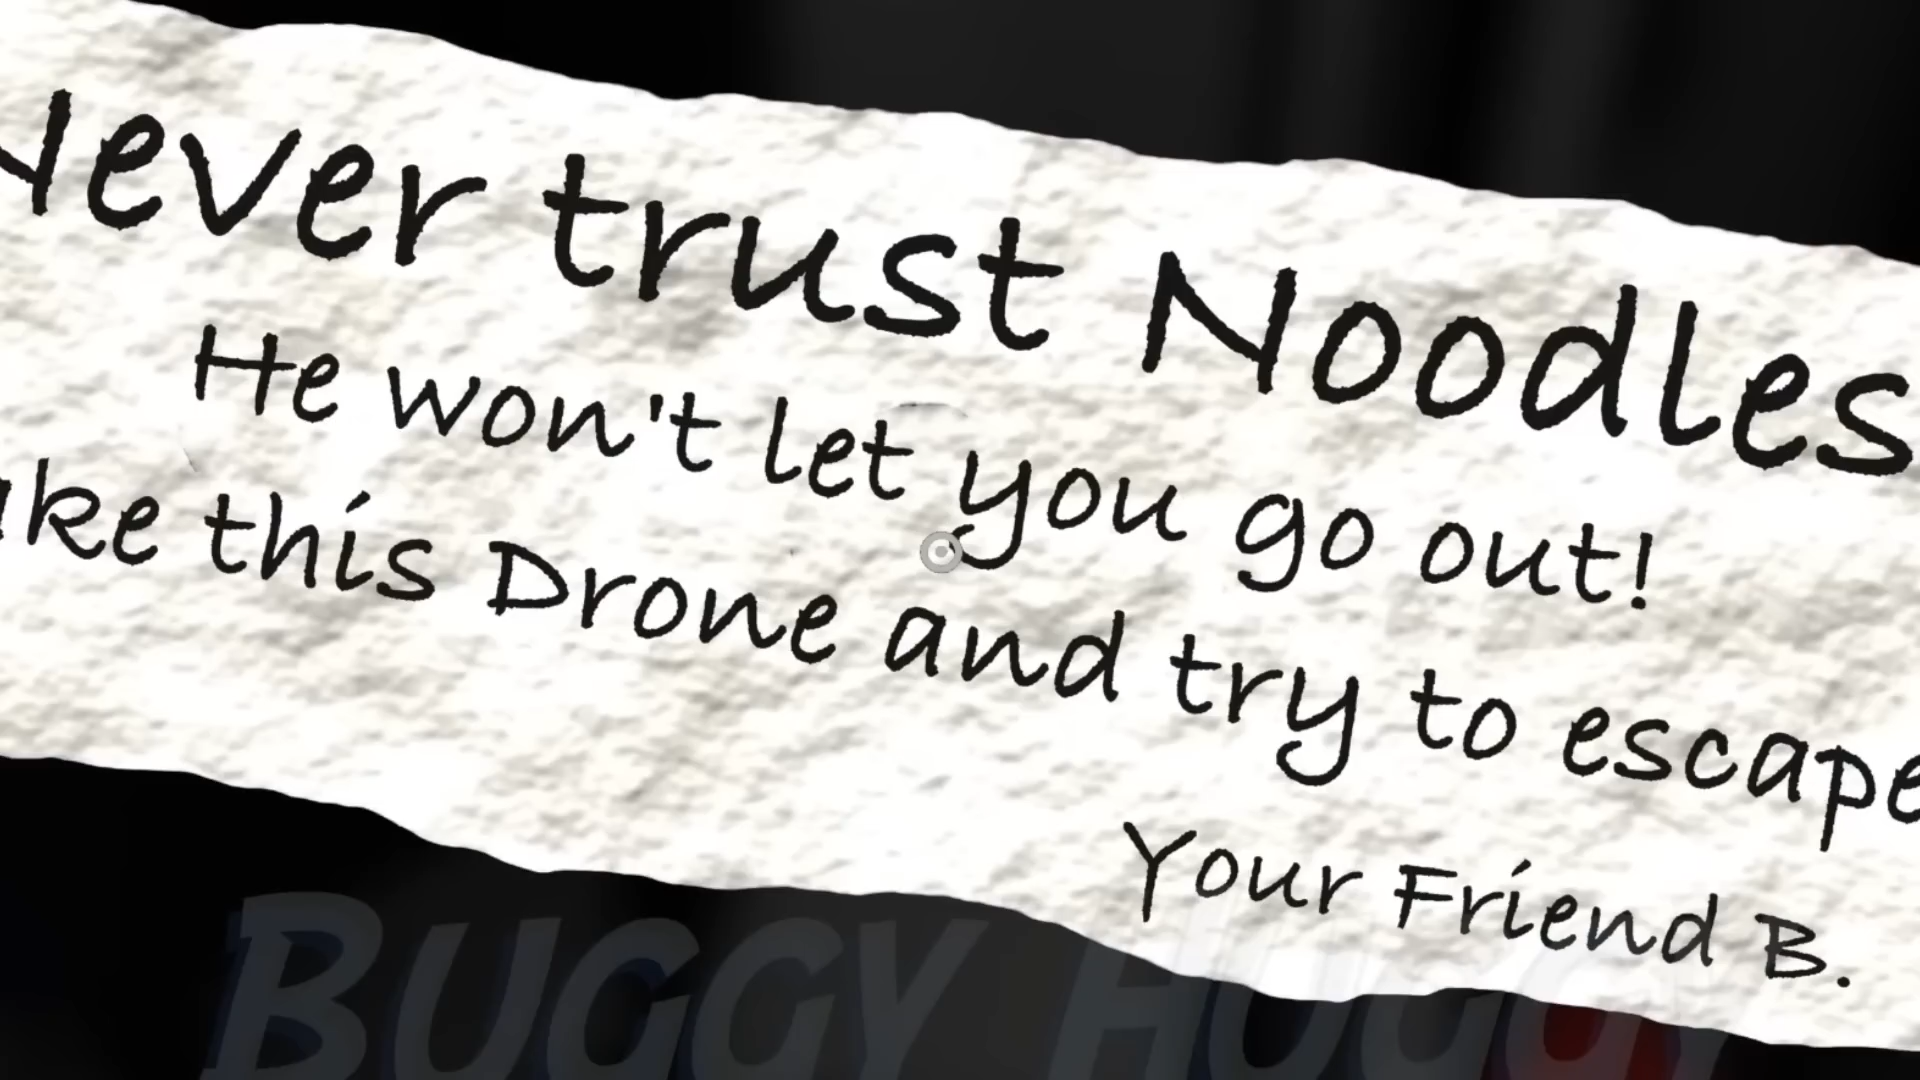 Never trust Noodles
He won't let you go out!
ake this Drone and try to escape
Your Friend B.
BUGGY HUGGY